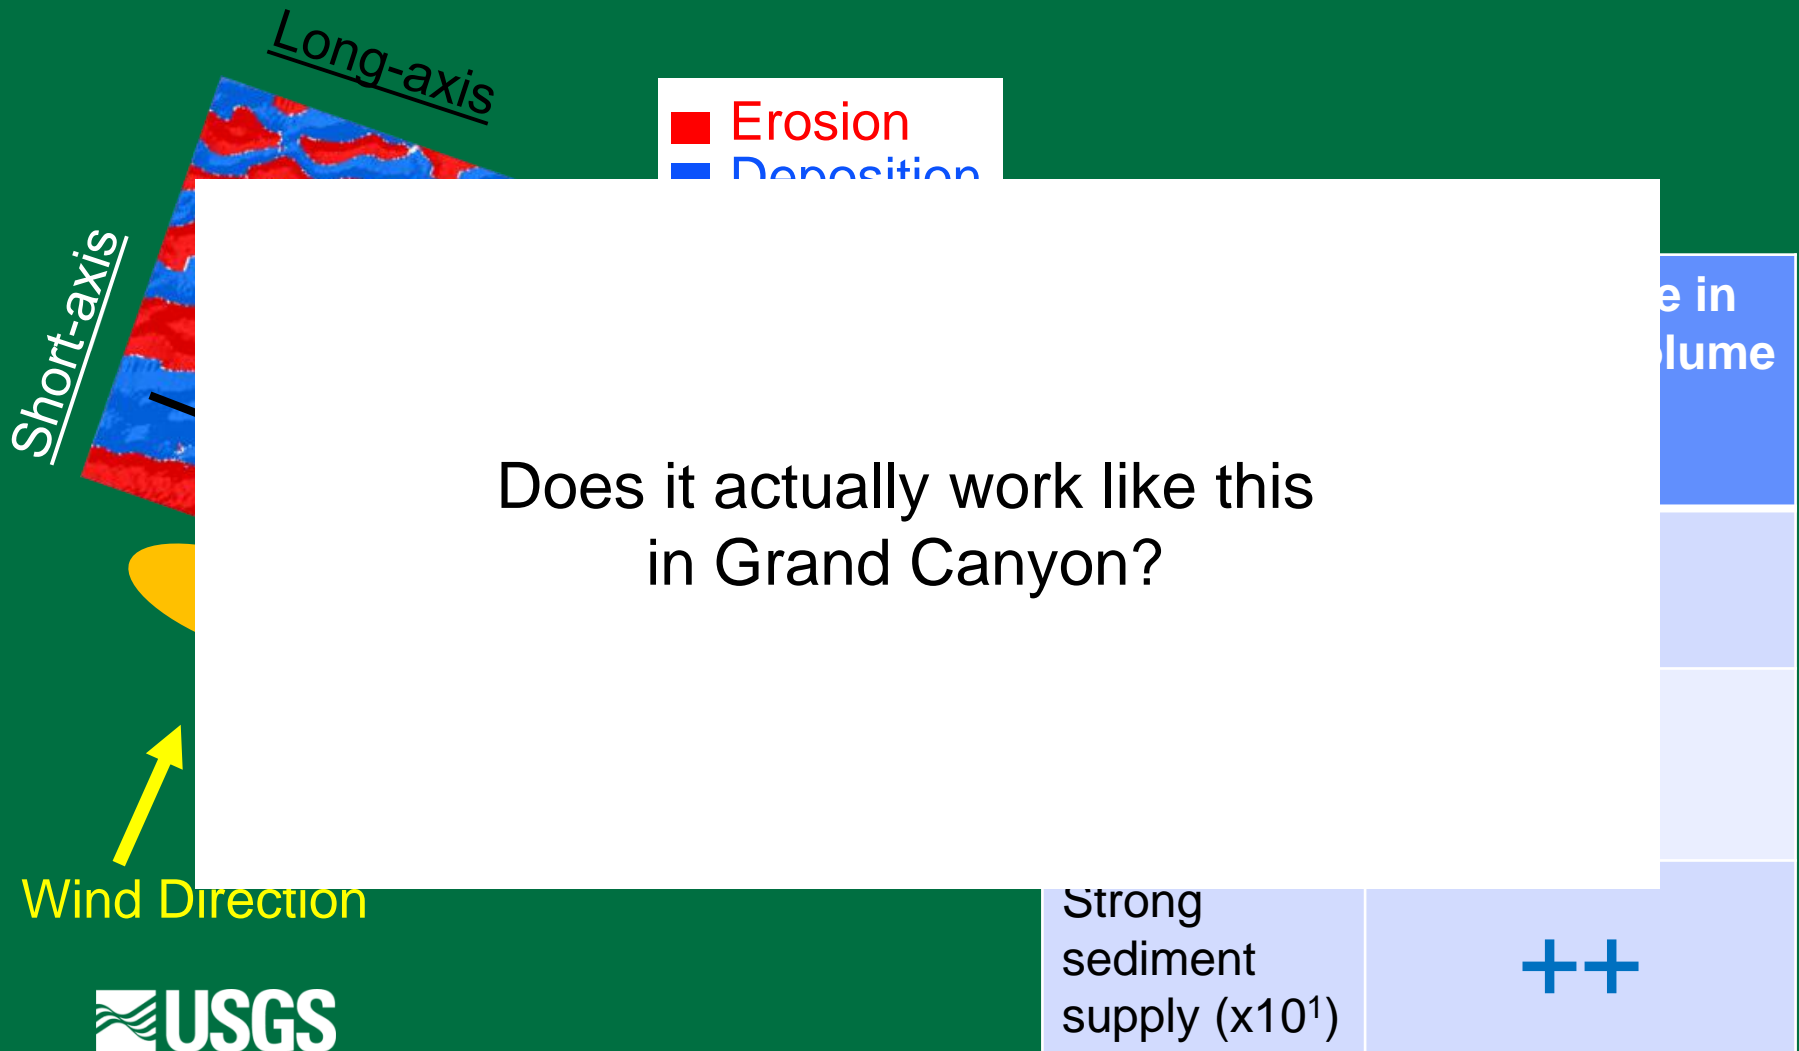 Long-axis
Erosion
Deposition
Short-axis
e in
lume
Does it actually work like this
in Grand Canyon?
Wind Direction
Strong
sediment
supply (x10¹)
++
USGS